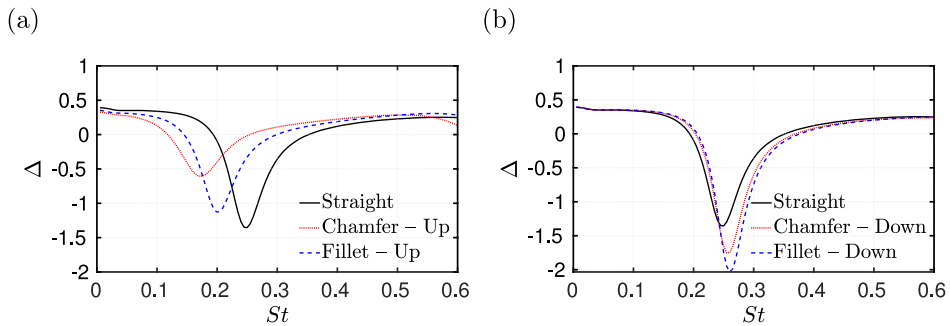 (a)
1
0.5
0
-0.5
-1
-1.5
-2
Δ
Straight
Chamfer – Up
Fillet – Up
0 0.1 0.2 0.3 0.4 0.5 0.6
St
(b)
1
0.5
0
-0.5
-1
-1.5
-2
Δ
Straight
Chamfer – Down
Fillet – Down
0 0.1 0.2 0.3 0.4 0.5 0.6
St